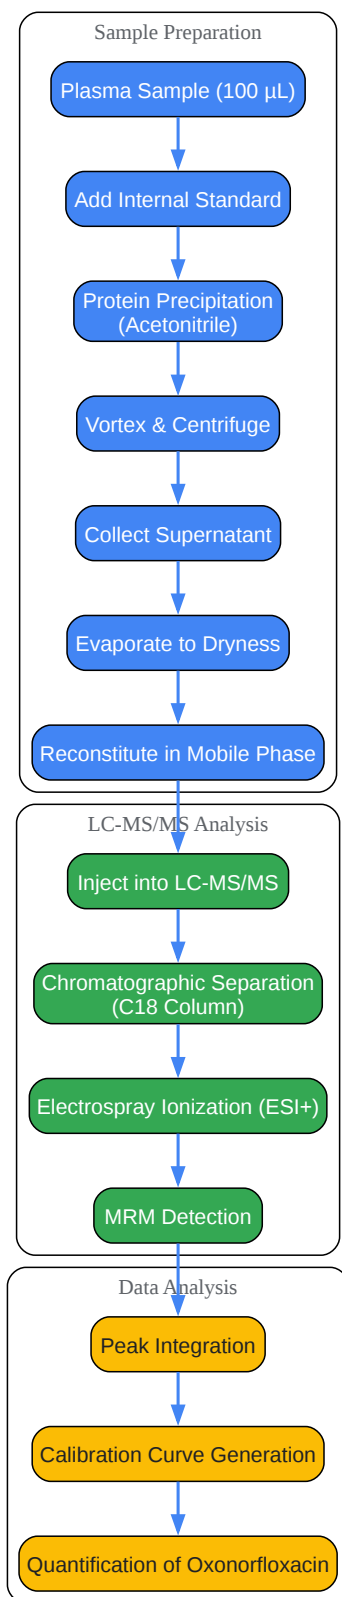 Sample Preparation
Plasma Sample (100 µL)
Add Internal Standard
Protein Precipitation
(Acetonitrile)
Vortex & Centrifuge
Collect Supernatant
Evaporate to Dryness
Reconstitute in Mobile Phase
LC-MS/MS Analysis
Inject into LC-MS/MS
Chromatographic Separation
(C18 Column)
Electrospray Ionization (ESI+)
MRM Detection
Data Analysis
Peak Integration
Calibration Curve Generation
Quantification of Oxonorfloxacin